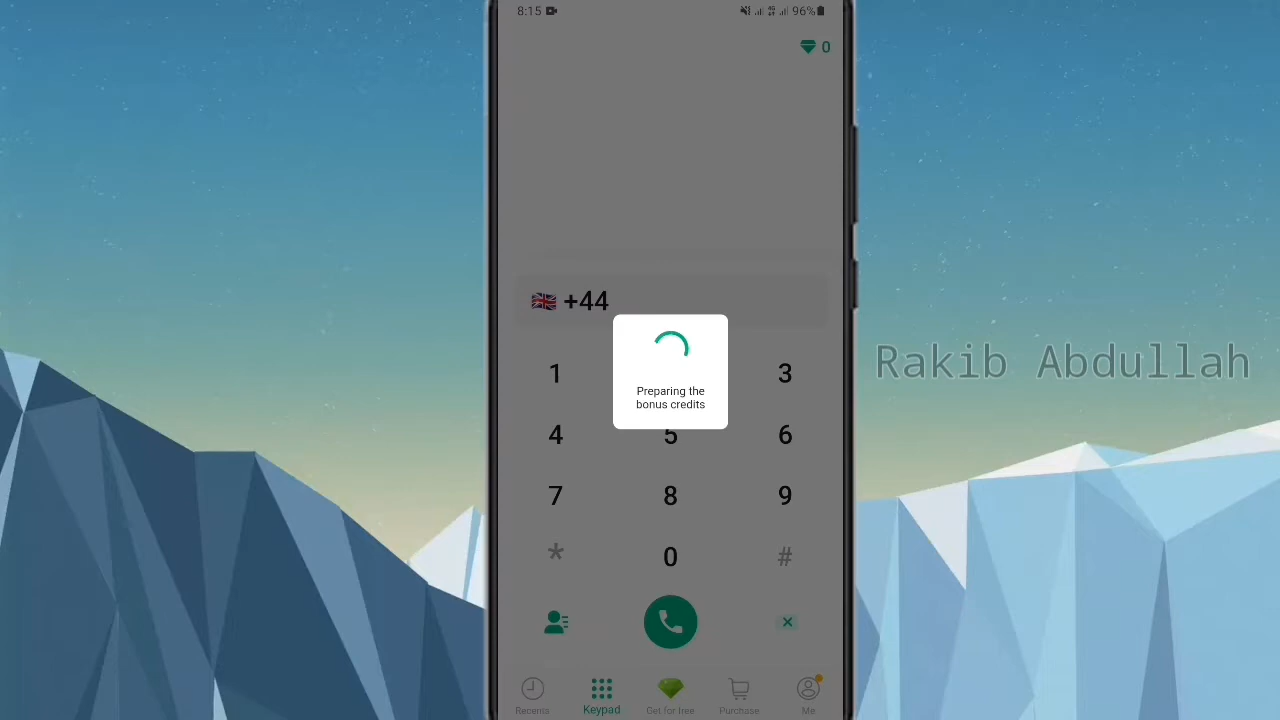 8:15 96%
0
+44
Preparing the
bonus credits
1 3
4 5 6
7 8 9
* 0 #
Recents Keypad Get for free Purchase Me
Rakib Abdullah